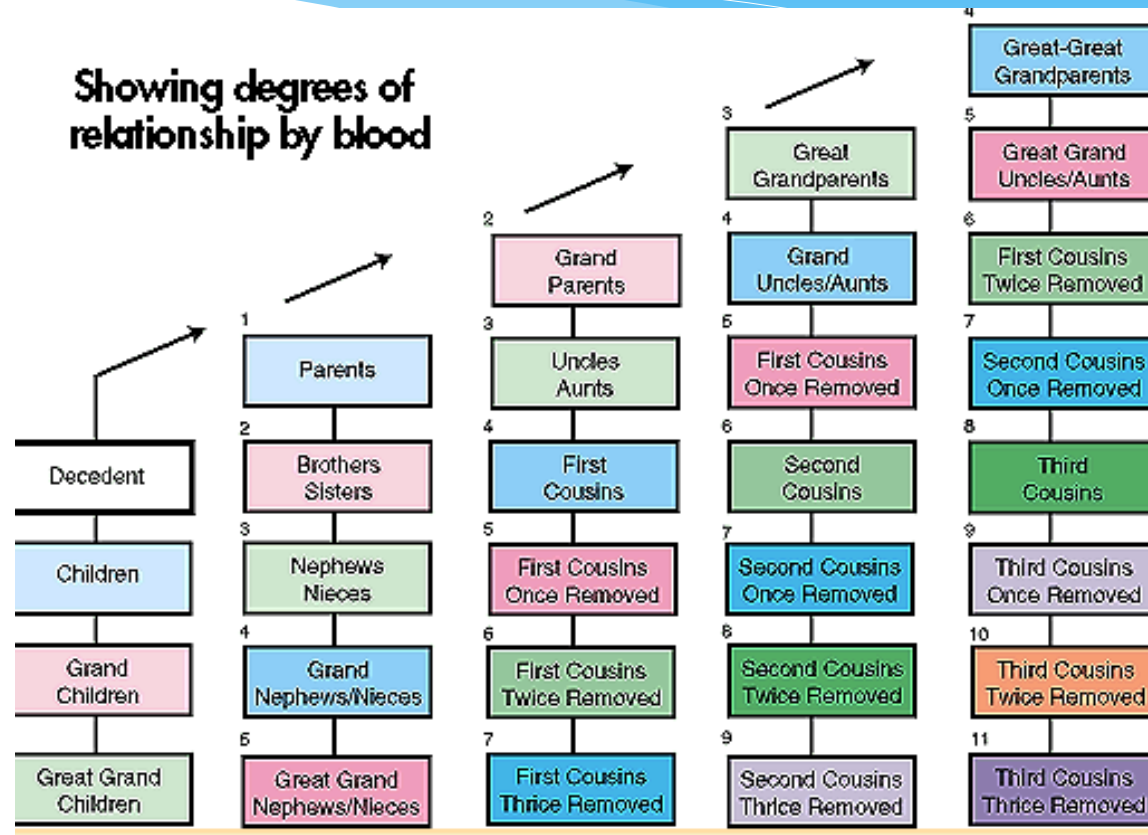 Showing degrees of
relationship by blood
Decedent
Children
Grand
Children
Great Grand
Children
1
Parents
2
Brothers
Sisters
3
Nephews
Nieces
4
Grand
Nephews/Nieces
5
Great Grand
Nephews/Nieces
2
Grand
Parents
3
Uncles
Aunts
4
First
Cousins
5
First Cousins
Once Removed
6
First Cousins
Twice Removed
7
First Cousins
Thrice Removed
3
Great
Grandparents
4
Grand
Uncles/Aunts
5
First Cousins
Once Removed
6
Second
Cousins
7
Second Cousins
Once Removed
8
Second Cousins
Twice Removed
9
Second Cousins
Thrice Removed
4
Great-Great
Grandparents
5
Great Grand
Uncles/Aunts
6
First Cousins
Twice Removed
7
Second Cousins
Once Removed
8
Third
Cousins
9
Third Cousins
Once Removed
10
Third Cousins
Twice Removed
11
Third Cousins
Thrice Removed